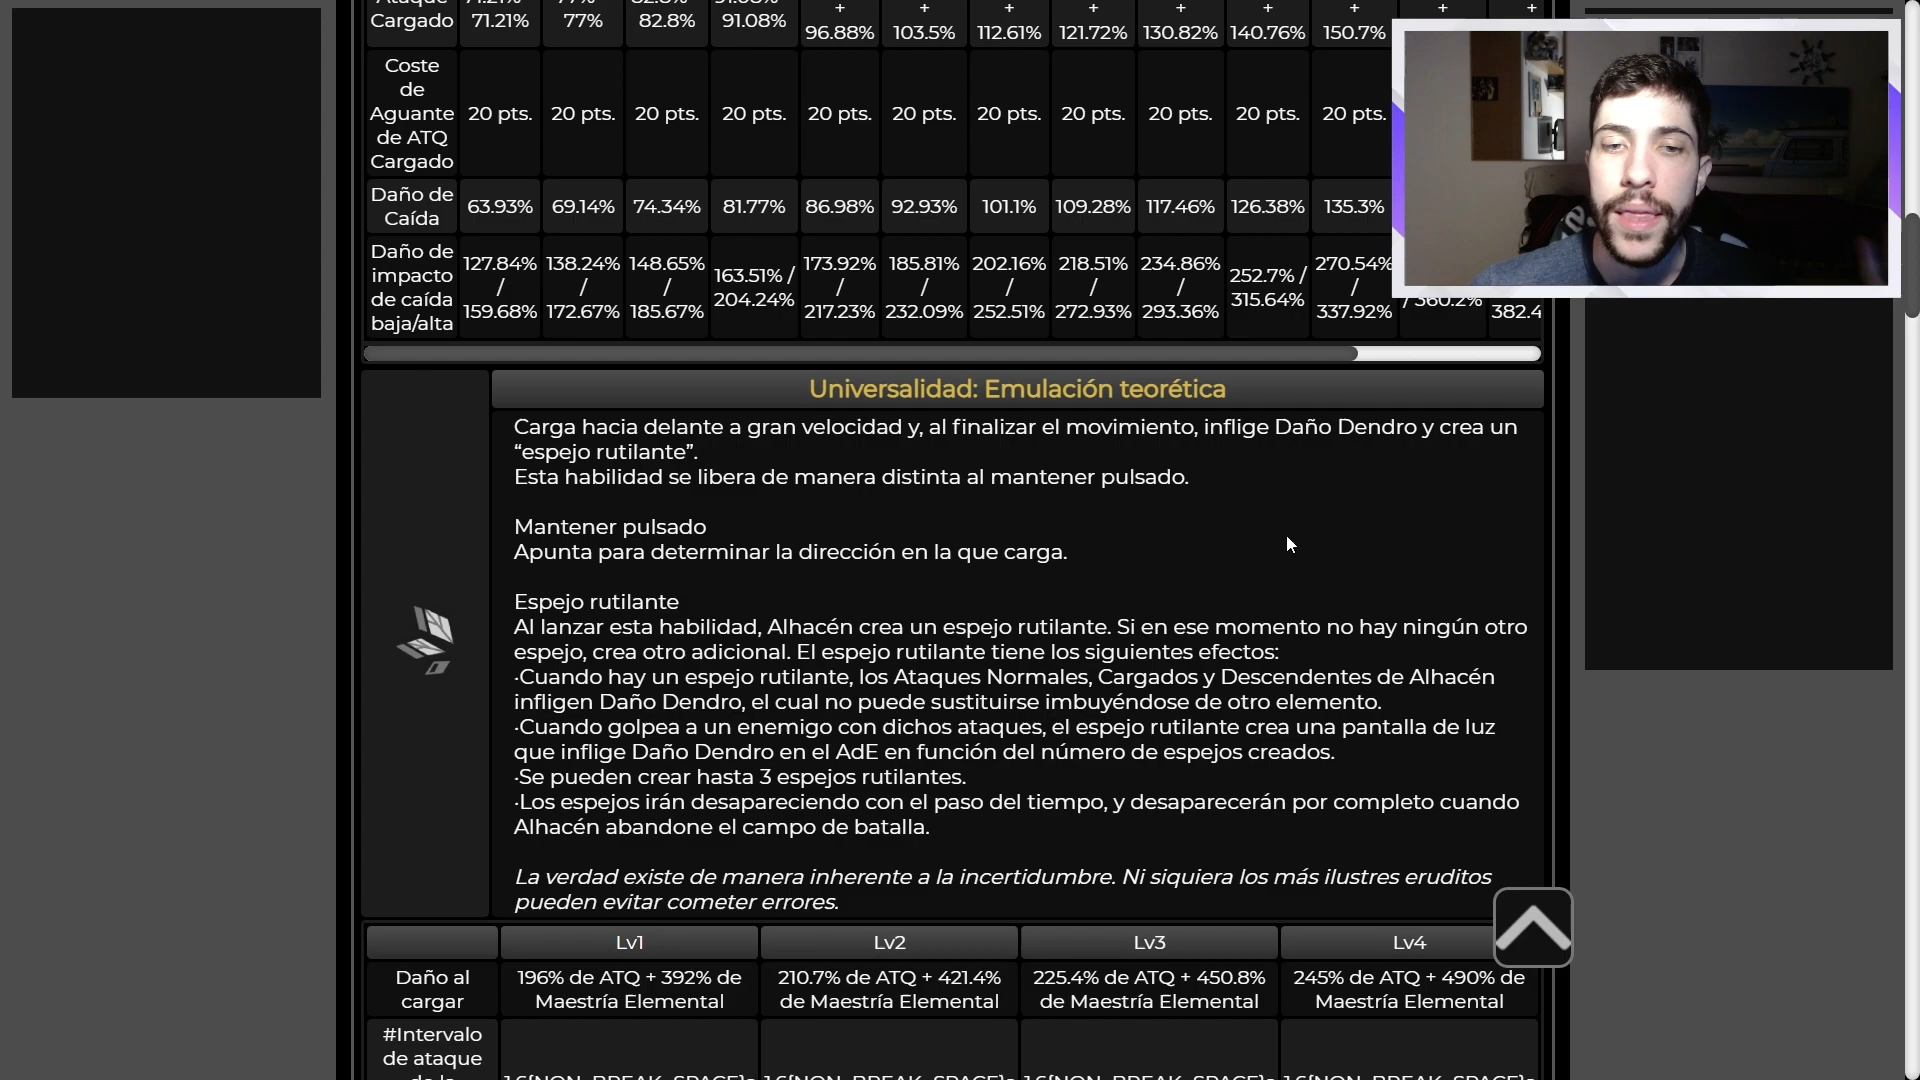 Cargado 71.21% 77% 82.8% 91.08% + 96.88% + 103.5% + 112.61% + 121.72% + 130.82% + 140.76% + 150.7% +
Coste de Aguante de ATQ Cargado 20 pts. 20 pts. 20 pts. 20 pts. 20 pts. 20 pts. 20 pts. 20 pts. 20 pts. 20 pts. 20 pts.
Daño de Caída 63.93% 69.14% 74.34% 81.77% 86.98% 92.93% 101.1% 109.28% 117.46% 126.38% 135.3%
Daño de impacto de caída baja/alta 127.84% / 159.68% 138.24% / 172.67% 148.65% / 185.67% 163.51% / 204.24% 173.92% / 217.23% 185.81% / 232.09% 202.16% / 252.51% 218.51% / 272.93% 234.86% / 293.36% 252.7% / 315.64% 270.54% / 337.92% / 360.2% 382.4
Universalidad: Emulación teorética
Carga hacia delante a gran velocidad y, al finalizar el movimiento, inflige Daño Dendro y crea un
“espejo rutilante”.
Esta habilidad se libera de manera distinta al mantener pulsado.
Mantener pulsado
Apunta para determinar la dirección en la que carga.
Espejo rutilante
Al lanzar esta habilidad, Alhacén crea un espejo rutilante. Si en ese momento no hay ningún otro
espejo, crea otro adicional. El espejo rutilante tiene los siguientes efectos:
·Cuando hay un espejo rutilante, los Ataques Normales, Cargados y Descendentes de Alhacén
infligen Daño Dendro, el cual no puede sustituirse imbuyéndose de otro elemento.
·Cuando golpea a un enemigo con dichos ataques, el espejo rutilante crea una pantalla de luz
que inflige Daño Dendro en el AdE en función del número de espejos creados.
·Se pueden crear hasta 3 espejos rutilantes.
·Los espejos irán desapareciendo con el paso del tiempo, y desaparecerán por completo cuando
Alhacén abandone el campo de batalla.
La verdad existe de manera inherente a la incertidumbre. Ni siquiera los más ilustres eruditos
pueden evitar cometer errores.
Lv1 Lv2 Lv3 Lv4
Daño al cargar 196% de ATQ + 392% de Maestría Elemental 210.7% de ATQ + 421.4% de Maestría Elemental 225.4% de ATQ + 450.8% de Maestría Elemental 245% de ATQ + 490% de Maestría Elemental
#Intervalo
de ataque